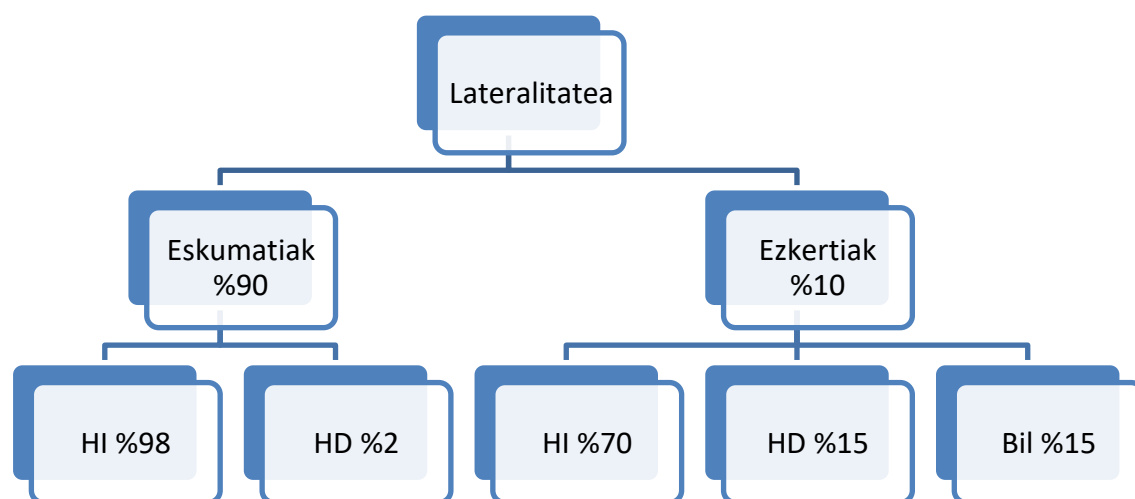 Lateralitatea
Eskumatiak
%90
Ezkertiak
%10
HI %98
HD %2
HI %70
HD %15
Bil %15